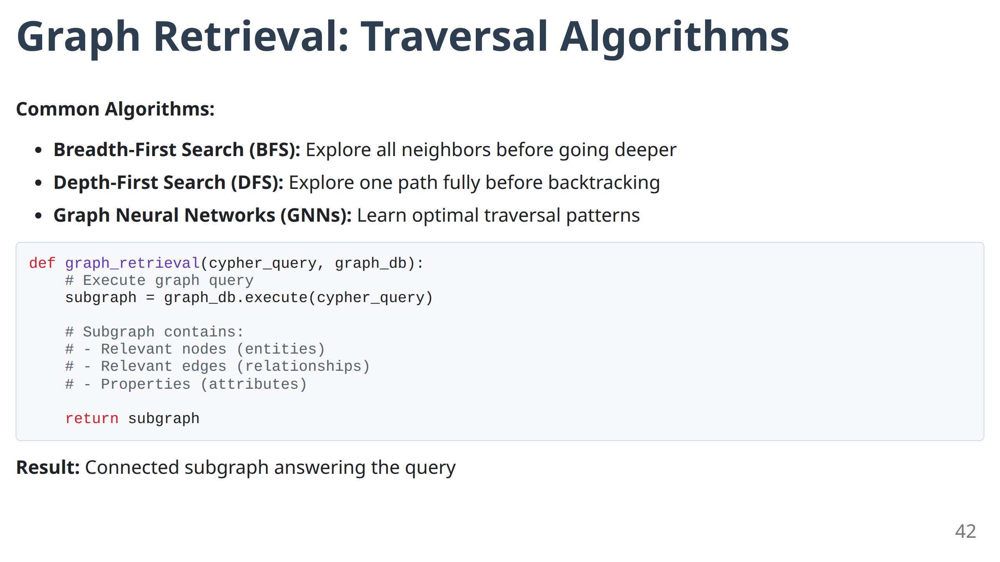 Graph Retrieval: Traversal Algorithms
Common Algorithms:
• Breadth-First Search (BFS): Explore all neighbors before going deeper
• Depth-First Search (DFS): Explore one path fully before backtracking
• Graph Neural Networks (GNNs): Learn optimal traversal patterns
def graph_retrieval(cypher_query, graph_db):
    # Execute graph query
    subgraph = graph_db.execute(cypher_query)

    # Subgraph contains:
    # - Relevant nodes (entities)
    # - Relevant edges (relationships)
    # - Properties (attributes)

    return subgraph
Result: Connected subgraph answering the query
42